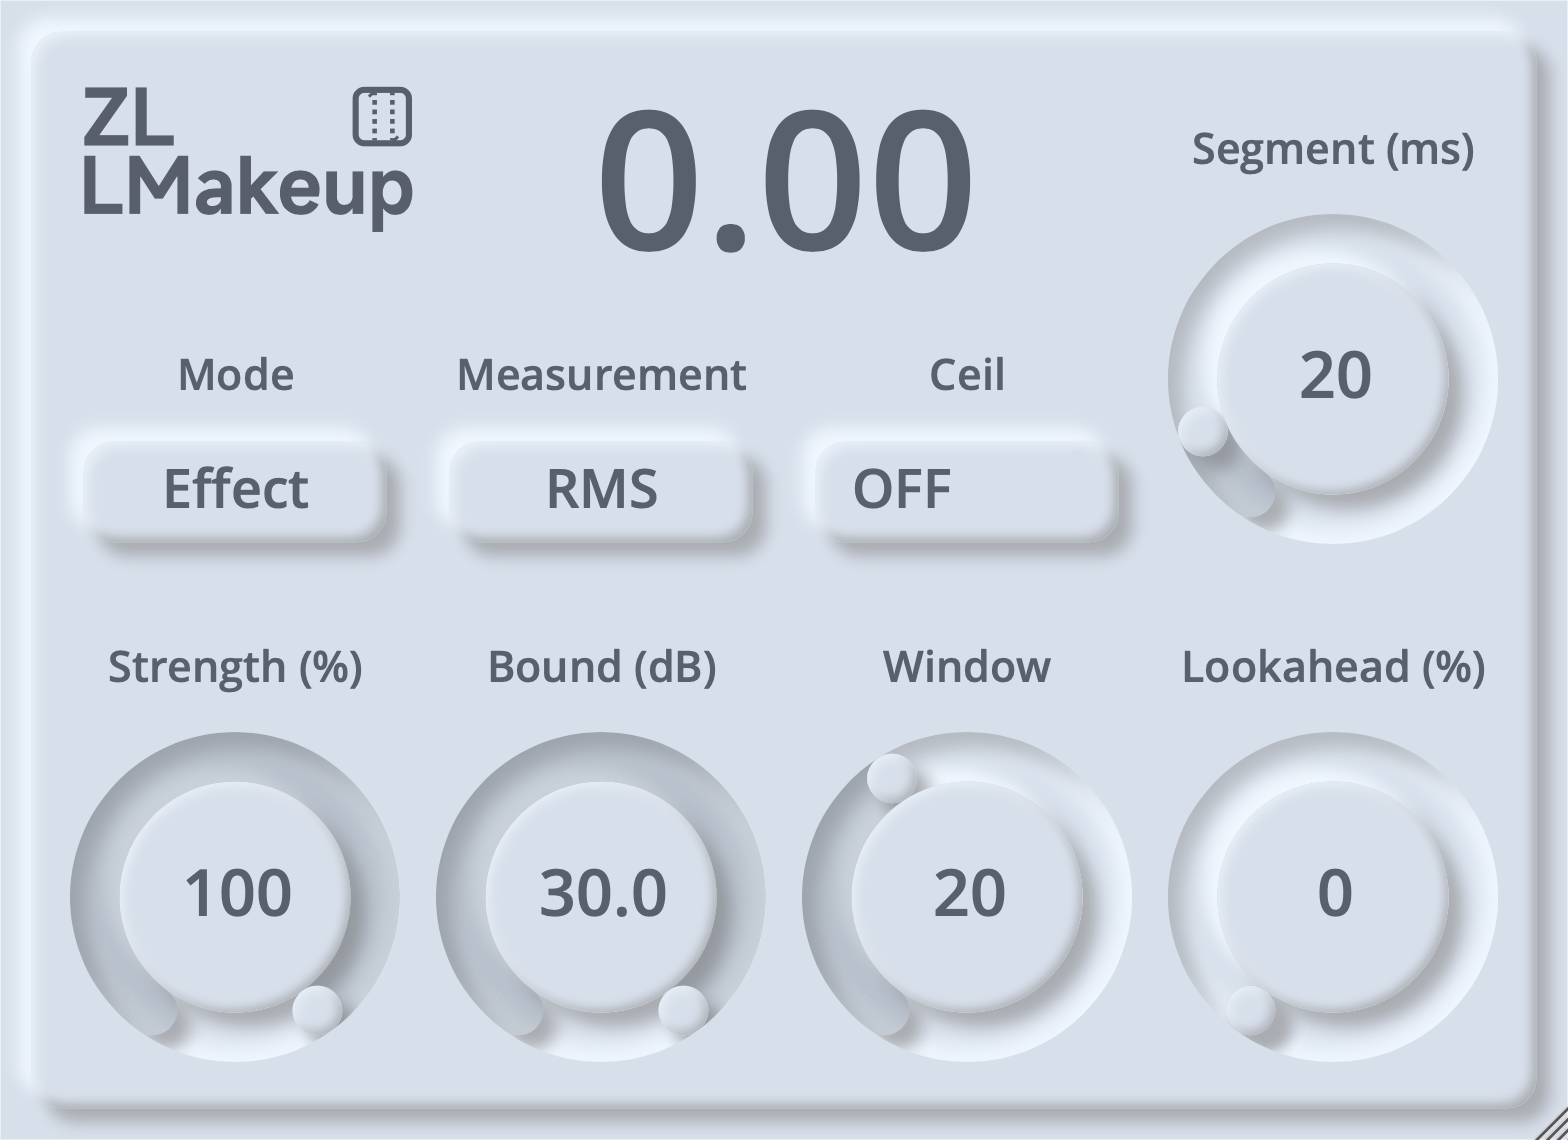 ZL
LMakeup
0.00
Segment (ms)
20
Mode
Measurement
Ceil
Effect
RMS
OFF
Strength (%)
Bound (dB)
Window
Lookahead (%)
100
30.0
20
0